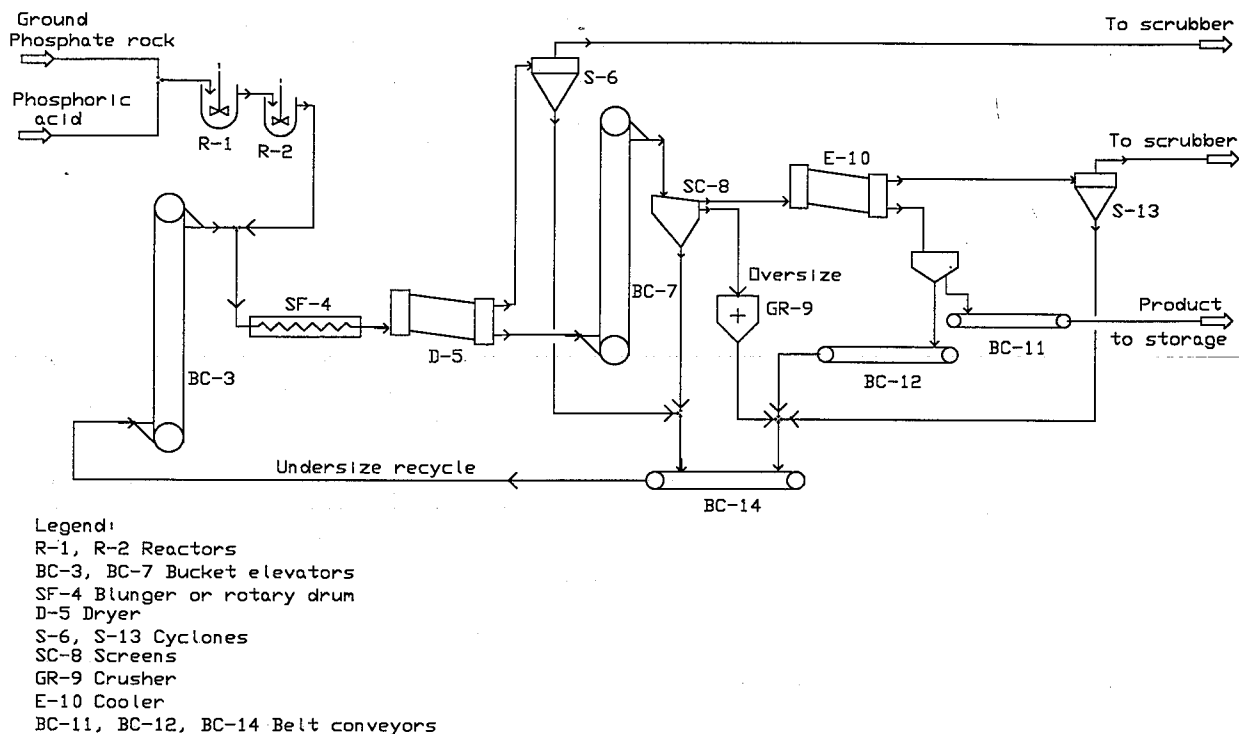 Ground
Phosphate rock
Phosphoric
acid
R-1
R-2
S-6
To scrubber
E-10
To scrubber
SC-8
S-13
BC-7
Oversize
GR-9
SF-4
D-5
BC-3
Product
to storage
BC-11
BC-12
Undersize recycle
BC-14
Legend:
R-1, R-2 Reactors
BC-3, BC-7 Bucket elevators
SF-4 Blunger or rotary drum
D-5 Dryer
S-6, S-13 Cyclones
SC-8 Screens
GR-9 Crusher
E-10 Cooler
BC-11, BC-12, BC-14 Belt conveyors